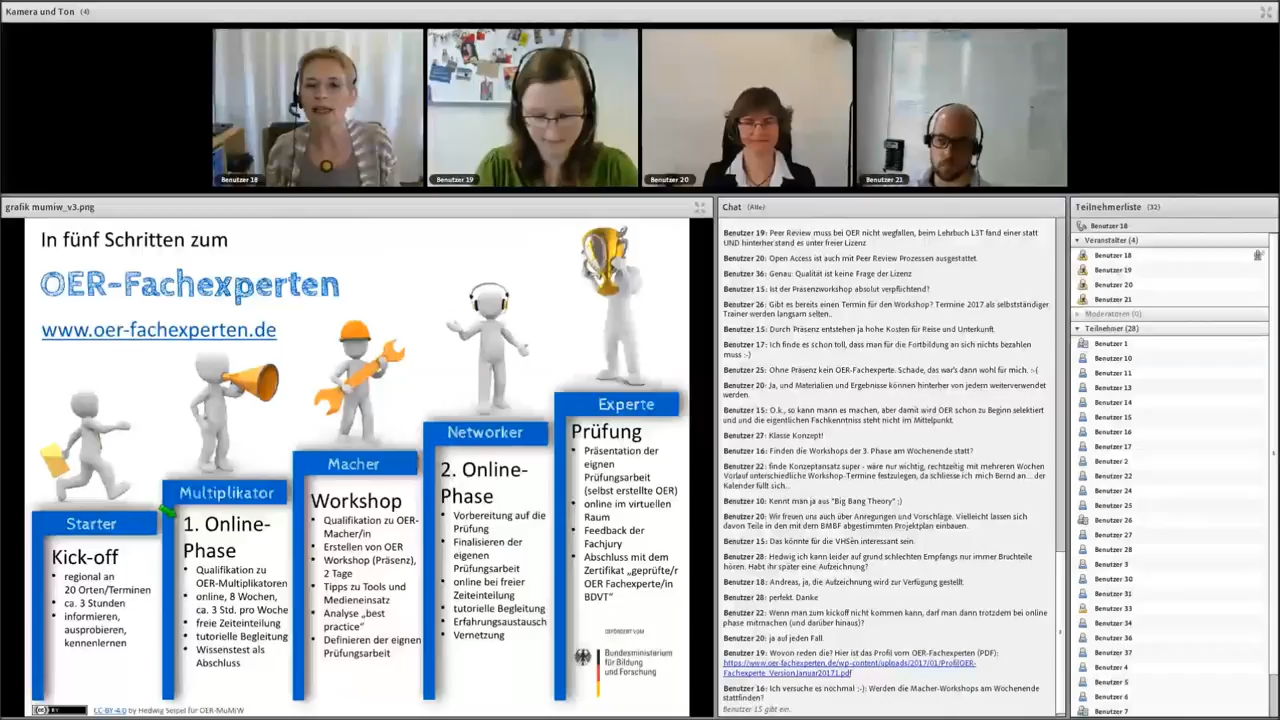 Kamera und Ton (4)
Benutzer 18
Benutzer 19
Benutzer 20
Benutzer 21
grafik mumiw_v3.png
In fünf Schritten zum
OER-Fachexperten
www.oer-fachexperten.de
Starter
Kick-off
• regional an
20 Orten/Terminen
• ca. 3 Stunden
• informieren,
ausprobieren,
kennenlernen
Multiplikator
1. Online-
Phase
• Qualifikation zu
OER-Multiplikatoren
• online, 8 Wochen,
ca. 3 Std. pro Woche
• freie Zeiteinteilung
• tutorielle Begleitung
• Wissenstest als
Abschluss
Macher
Workshop
• Qualifikation zu OER-
Macher/in
• Erstellen von OER
• Workshop (Präsenz),
2 Tage
• Tipps zu Tools und
Medieneinsatz
• Analyse „best
practice“
• Definieren der eignen
Prüfungsarbeit
Networker
2. Online-
Phase
• Vorbereitung auf die
Prüfung
• Finalisieren der
eigenen
Prüfungsarbeit
• online bei freier
Zeiteinteilung
• tutorielle Begleitung
• Erfahrungsaustausch
• Vernetzung
Experte
Prüfung
• Präsentation der
eignen
Prüfungsarbeit
(selbst erstellte OER)
• online im virtuellen
Raum
• Feedback der
Fachjury
• Abschluss mit dem
Zertifikat „geprüfte/r
OER Fachexperte/in
BDVT“
GEFÖRDERT VOM
Bundesministerium
für Bildung
und Forschung
CC BY
CC-BY-4.0 by Hedwig Seipel für OER-MuMiW
Chat (Alle)
Benutzer 19: Peer Review muss bei OER nicht wegfallen, beim Lehrbuch L3T fand einer statt
UND hinterher stand es unter freier Lizenz
Benutzer 20: Open Access ist auch mit Peer Review Prozessen ausgestattet.
Benutzer 36: Genau: Qualität ist keine Frage der Lizenz
Benutzer 15: Ist der Präsenzworkshop absolut verpflichtend?
Benutzer 26: Gibt es bereits einen Termin für den Workshop? Termine 2017 als selbstständiger
Trainer werden langsam selten..
Benutzer 15: Durch Präsenz entstehen ja hohe Kosten für Reise und Unterkunft.
Benutzer 17: Ich finde es schon toll, dass man für die Fortbildung an sich nichts bezahlen
muss :-)
Benutzer 25: Ohne Präsenz kein OER-Fachexperte. Schade, das war's dann wohl für mich. :-(
Benutzer 20: Ja, und Materialien und Ergebnisse können hinterher von jedem weiterverwendet
werden.
Benutzer 15: O.k., so kann mann es machen, aber damit wird OER schon zu Beginn selektiert
und und die eigentlichen Fachkenntniss steht nicht im Mittelpunkt.
Benutzer 27: Klasse Konzept!
Benutzer 16: Finden die Workshops der 3. Phase am Wochenende statt?
Benutzer 22: finde Konzeptansatz super - wäre nur wichtig, rechtzeitig mit mehreren Wochen
Vorlauf unterschiedliche Workshop-Termine festzulegen, da schliesse ich mich Bernd an....der
Kalender füllt sich..
Benutzer 10: Kennt man ja aus "Big Bang Theory" ;)
Benutzer 20: Wir freuen uns auch über Anregungen und Vorschläge. Vielleicht lassen sich
davon Teile in den mit dem BMBF abgestimmten Projektplan einbauen.
Benutzer 15: Das könnte für die VHSen interessant sein.
Benutzer 28: Hedwig ich kann leider auf grund schlechten Empfangs nur immer Bruchteile
hören. Habt ihr später eine Aufzeichnung?
Benutzer 18: Andreas, ja, die Aufzeichnung wird zur Verfügung gestellt
Benutzer 28: perfekt. Danke
Benutzer 22: Wenn man zum kickoff nicht kommen kann, darf man dann trotzdem bei online
phase mitmachen (und darüber hinaus)?
Benutzer 20: ja auf jeden Fall
Benutzer 19: Wovon reden die? Hier ist das Profil vom OER-Fachexperten (PDF):
https://www.oer-fachexperten.de/wp-content/uploads/2017/01/ProfilOER-
Fachexperte_VersionJanuar20171.pdf
Benutzer 16: Ich versuche es nochmal ;-): Werden die Macher-Workshops am Wochenende
stattfinden?
Benutzer 15 gibt ein..
Teilnehmerliste (32)
Benutzer 18
Veranstalter (4)
Benutzer 18
Benutzer 19
Benutzer 20
Benutzer 21
Moderatoren (0)
Teilnehmer (28)
Benutzer 1
Benutzer 10
Benutzer 11
Benutzer 13
Benutzer 14
Benutzer 15
Benutzer 16
Benutzer 17
Benutzer 2
Benutzer 22
Benutzer 24
Benutzer 25
Benutzer 26
Benutzer 27
Benutzer 28
Benutzer 3
Benutzer 30
Benutzer 31
Benutzer 33
Benutzer 34
Benutzer 36
Benutzer 37
Benutzer 4
Benutzer 5
Benutzer 6
Benutzer 7